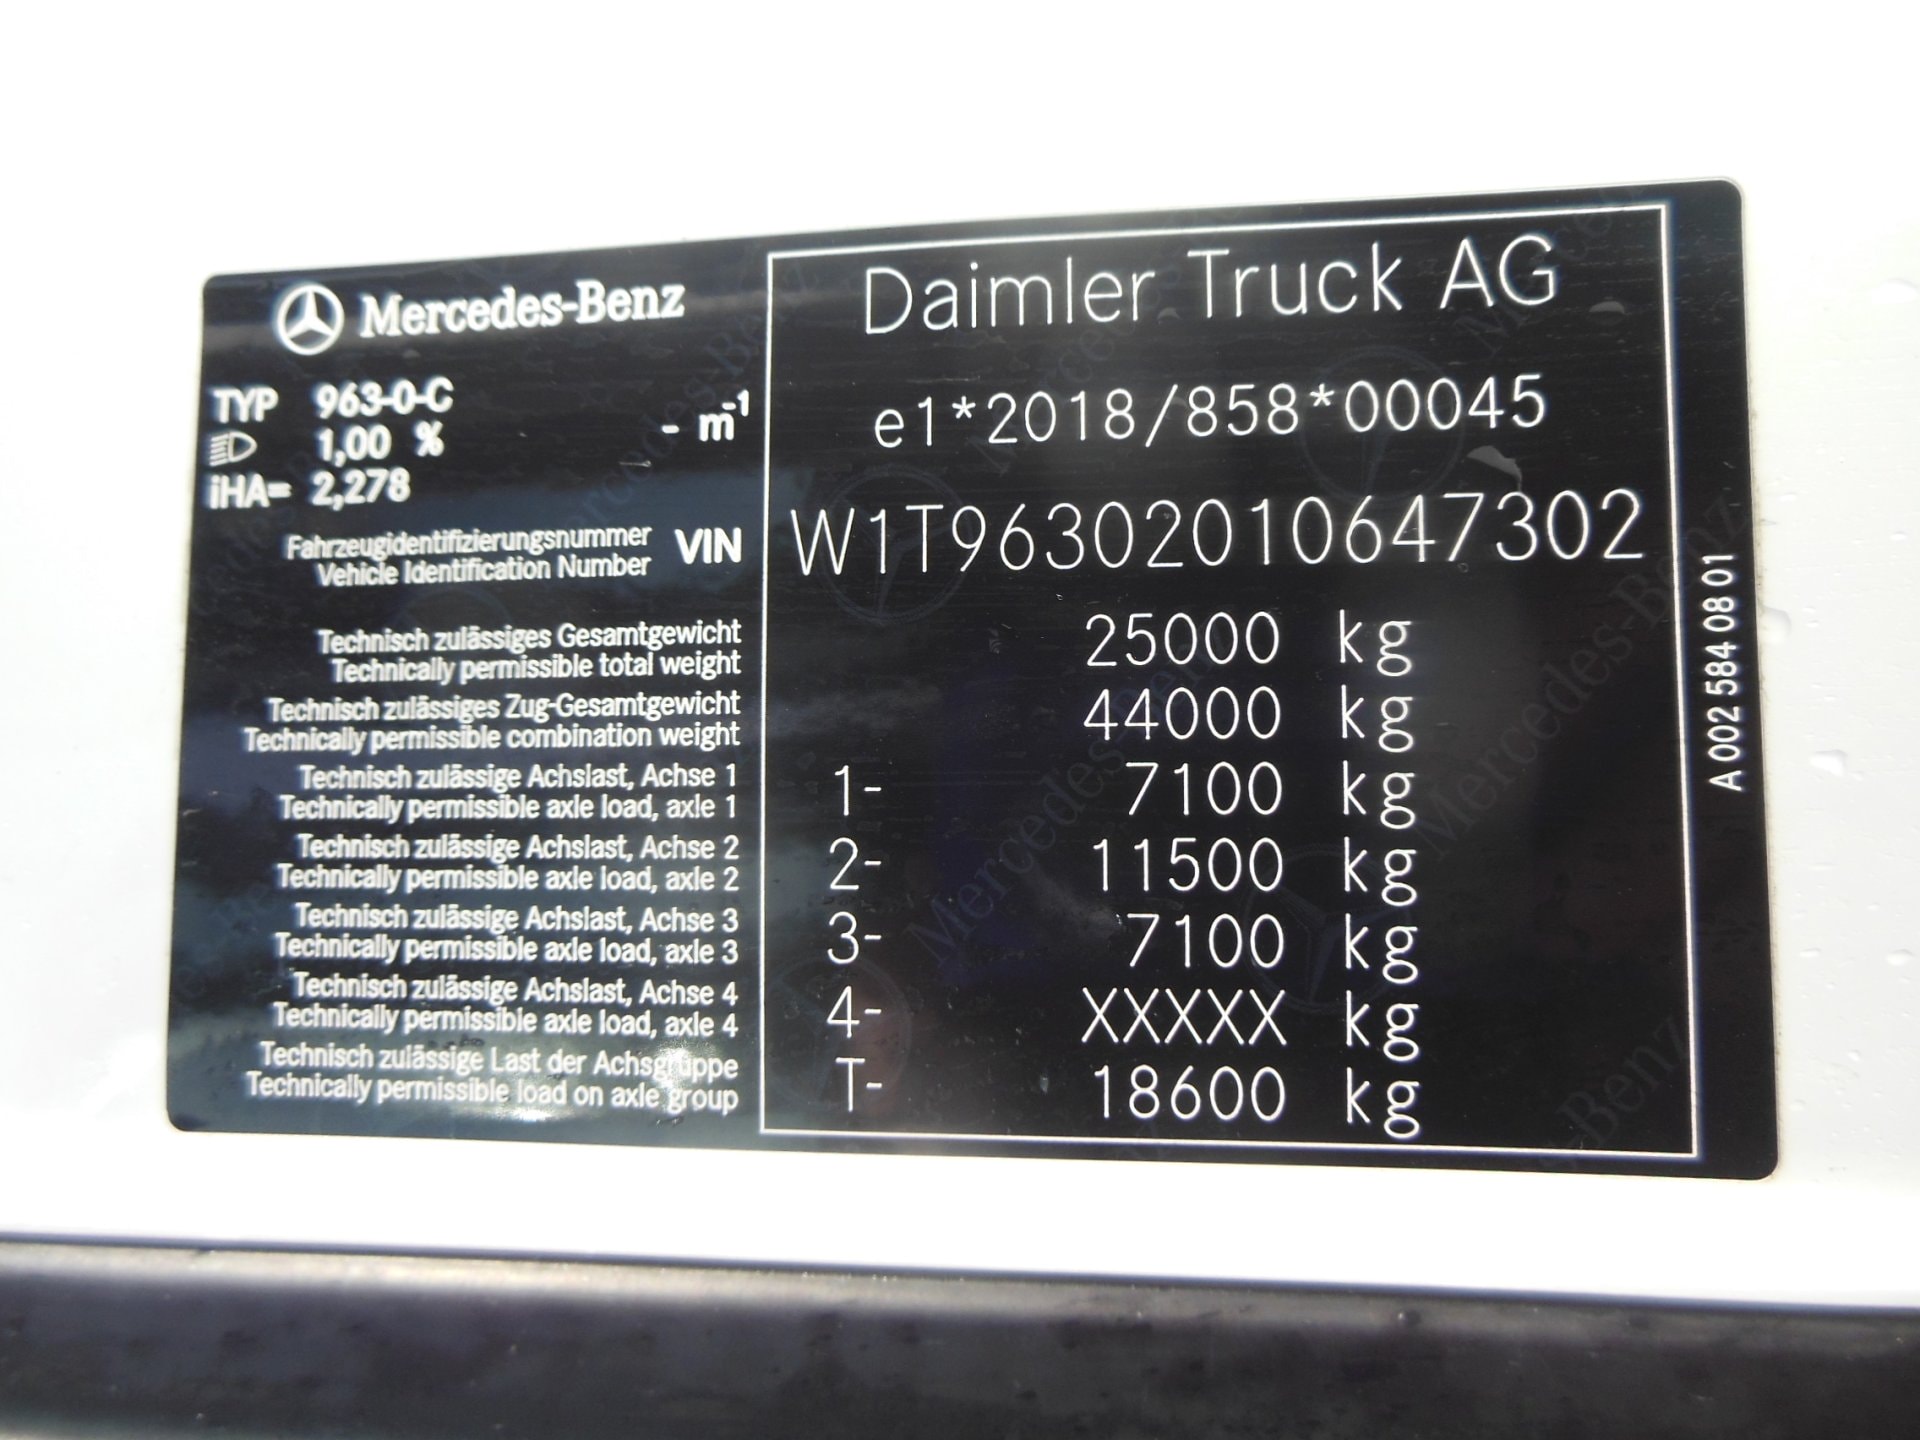 Mercedes-Benz
TYP 963-0-C
1,00 % - m-1
iHA= 2,278
Daimler Truck AG
e1*2018/858*00045
Fahrzeugidentifizierungsnummer
Vehicle Identification Number
VIN W1T96302010647302
Technisch zulässiges Gesamtgewicht
Technically permissible total weight
25000 kg
Technisch zulässiges Zug-Gesamtgewicht
Technically permissible combination weight
44000 kg
Technisch zulässige Achslast, Achse 1
Technically permissible axle load, axle 1
1- 7100 kg
Technisch zulässige Achslast, Achse 2
Technically permissible axle load, axle 2
2- 11500 kg
Technisch zulässige Achslast, Achse 3
Technically permissible axle load, axle 3
3- 7100 kg
Technisch zulässige Achslast, Achse 4
Technically permissible axle load, axle 4
4- XXXXX kg
Technisch zulässige Last der Achsgruppe
Technically permissible load on axle group
T- 18600 kg
A 002 584 08 01